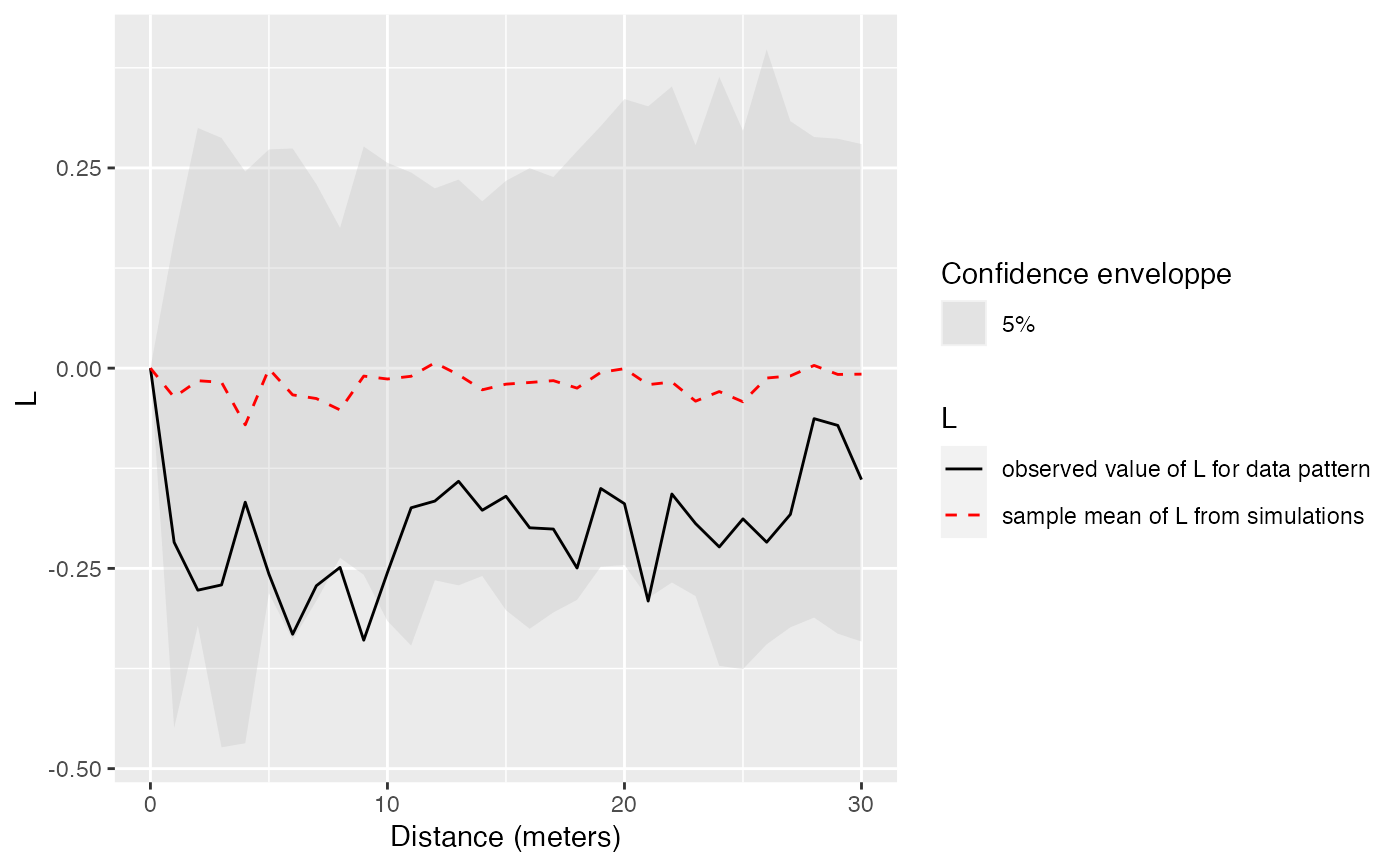 0.25
0.00
-0.25
-0.50
L
0
10
20
30
Distance (meters)
Confidence enveloppe
5%
L
observed value of L for data pattern
sample mean of L from simulations